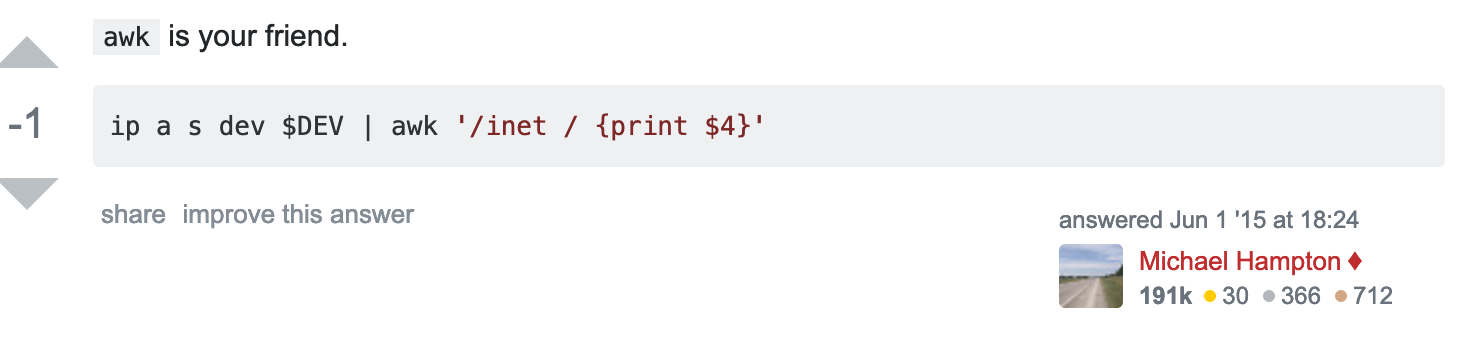 awk is your friend.
-1
ip a s dev $DEV | awk '/inet / {print $4}'
share improve this answer
answered Jun 1 '15 at 18:24
Michael Hampton ♦
191k 30 366 712